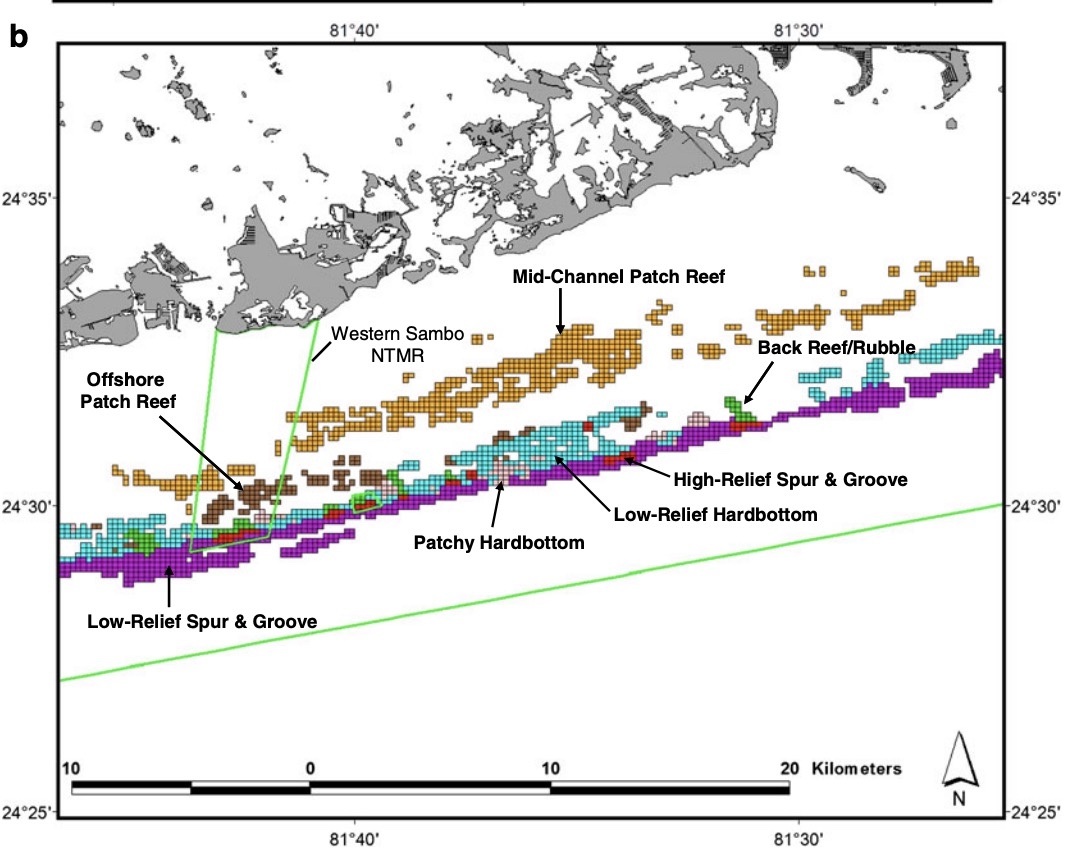 b
81°40'
81°30'
24°35'
24°35'
Mid-Channel Patch Reef
Western Sambo
NTMR
Back Reef/Rubble
Offshore
Patch Reef
High-Relief Spur & Groove
24°30'
24°30'
Low-Relief Hardbottom
Patchy Hardbottom
Low-Relief Spur & Groove
10
0
10
20
Kilometers
N
24°25'
24°25'
81°40'
81°30'